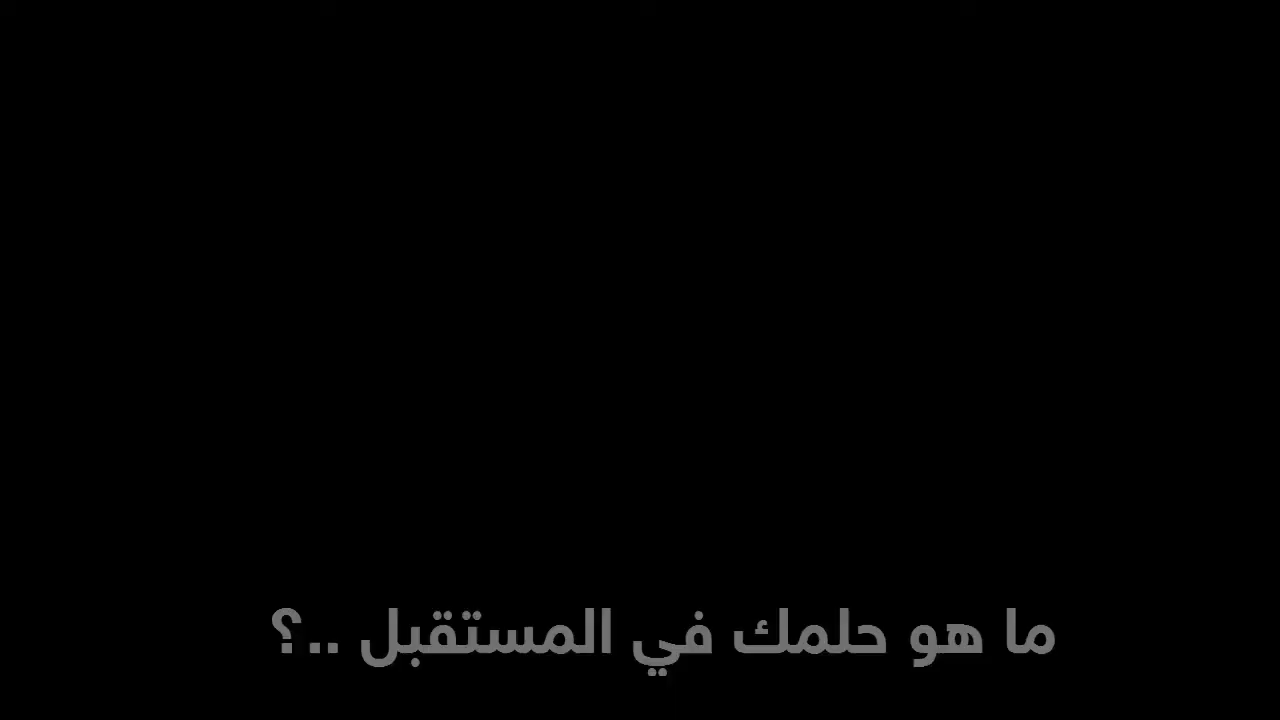 ما هو حلمك في المستقبل ..؟